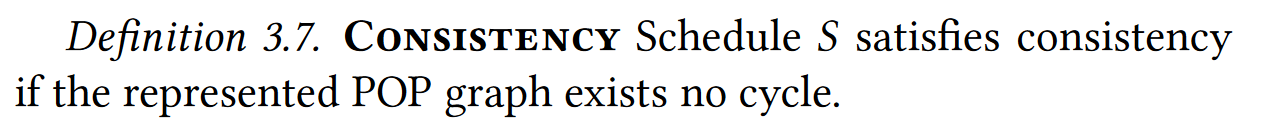 Definition 3.7. Consistency Schedule S satisfies consistency
if the represented POP graph exists no cycle.